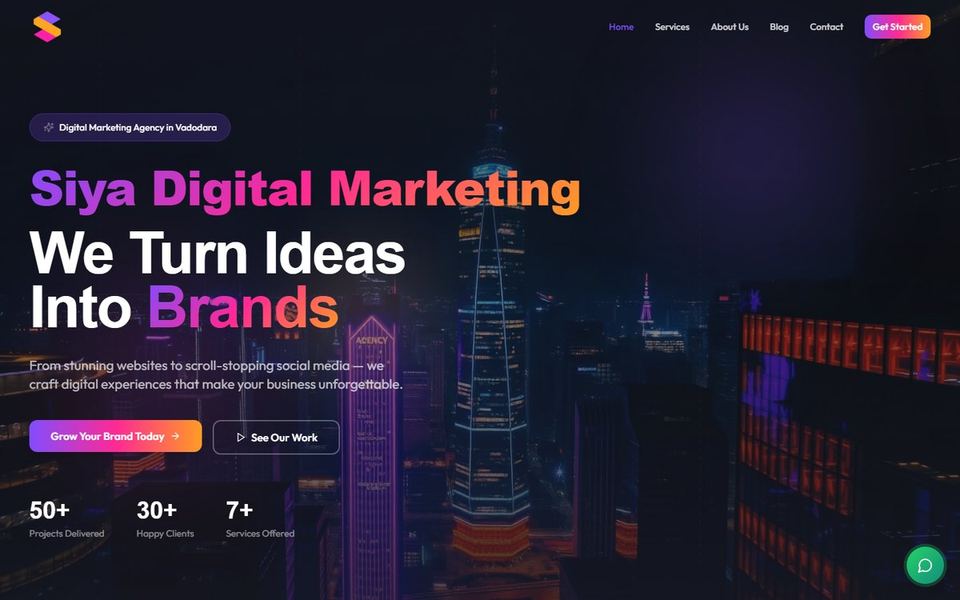 Home Services About Us Blog Contact Get Started
Digital Marketing Agency in Vadodara
Siya Digital Marketing
We Turn Ideas
Into Brands
AGENCY
From stunning websites to scroll-stopping social media — we
craft digital experiences that make your business unforgettable.
Grow Your Brand Today
See Our Work
50+ 30+ 7+
Projects Delivered Happy Clients Services Offered